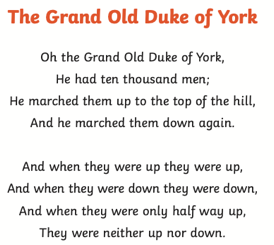 The Grand Old Duke of York
Oh the Grand Old Duke of York,
He had ten thousand men;
He marched them up to the top of the hill,
And he marched them down again.
And when they were up they were up,
And when they were down they were down,
And when they were only half way up,
They were neither up nor down.